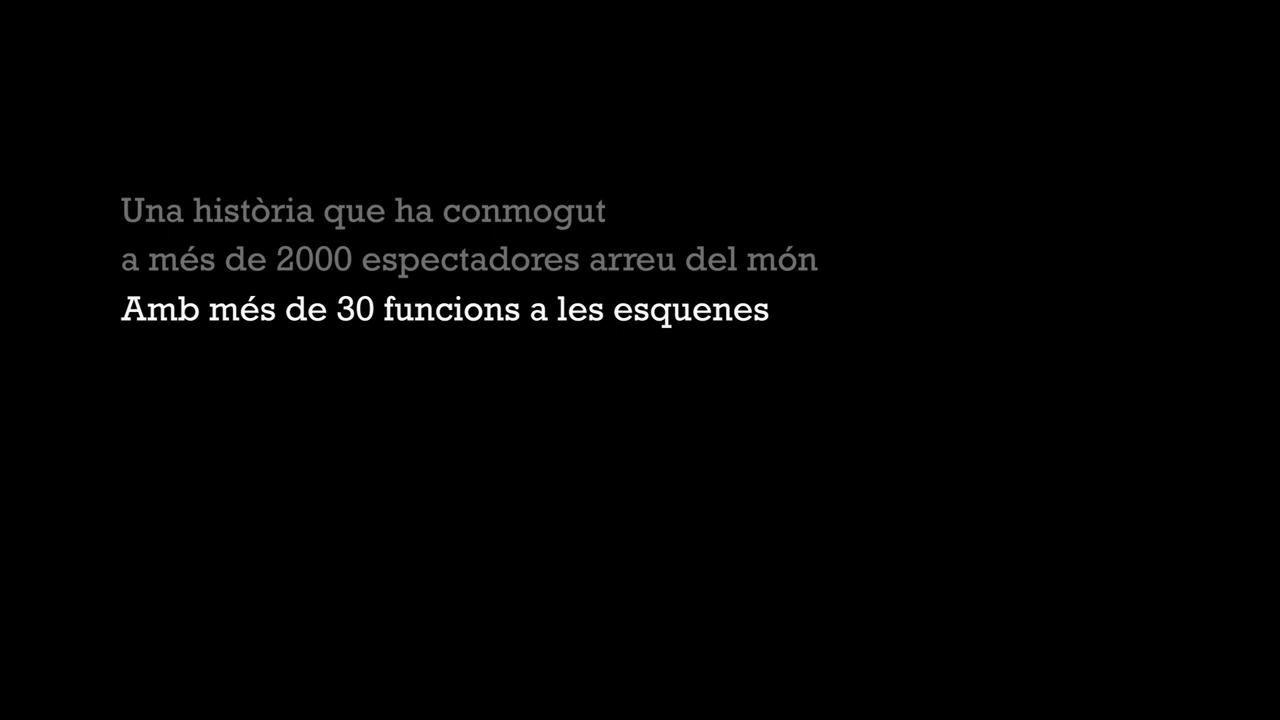 Una història que ha conmogut
a més de 2000 espectadores arreu del món
Amb més de 30 funcions a les esquenes